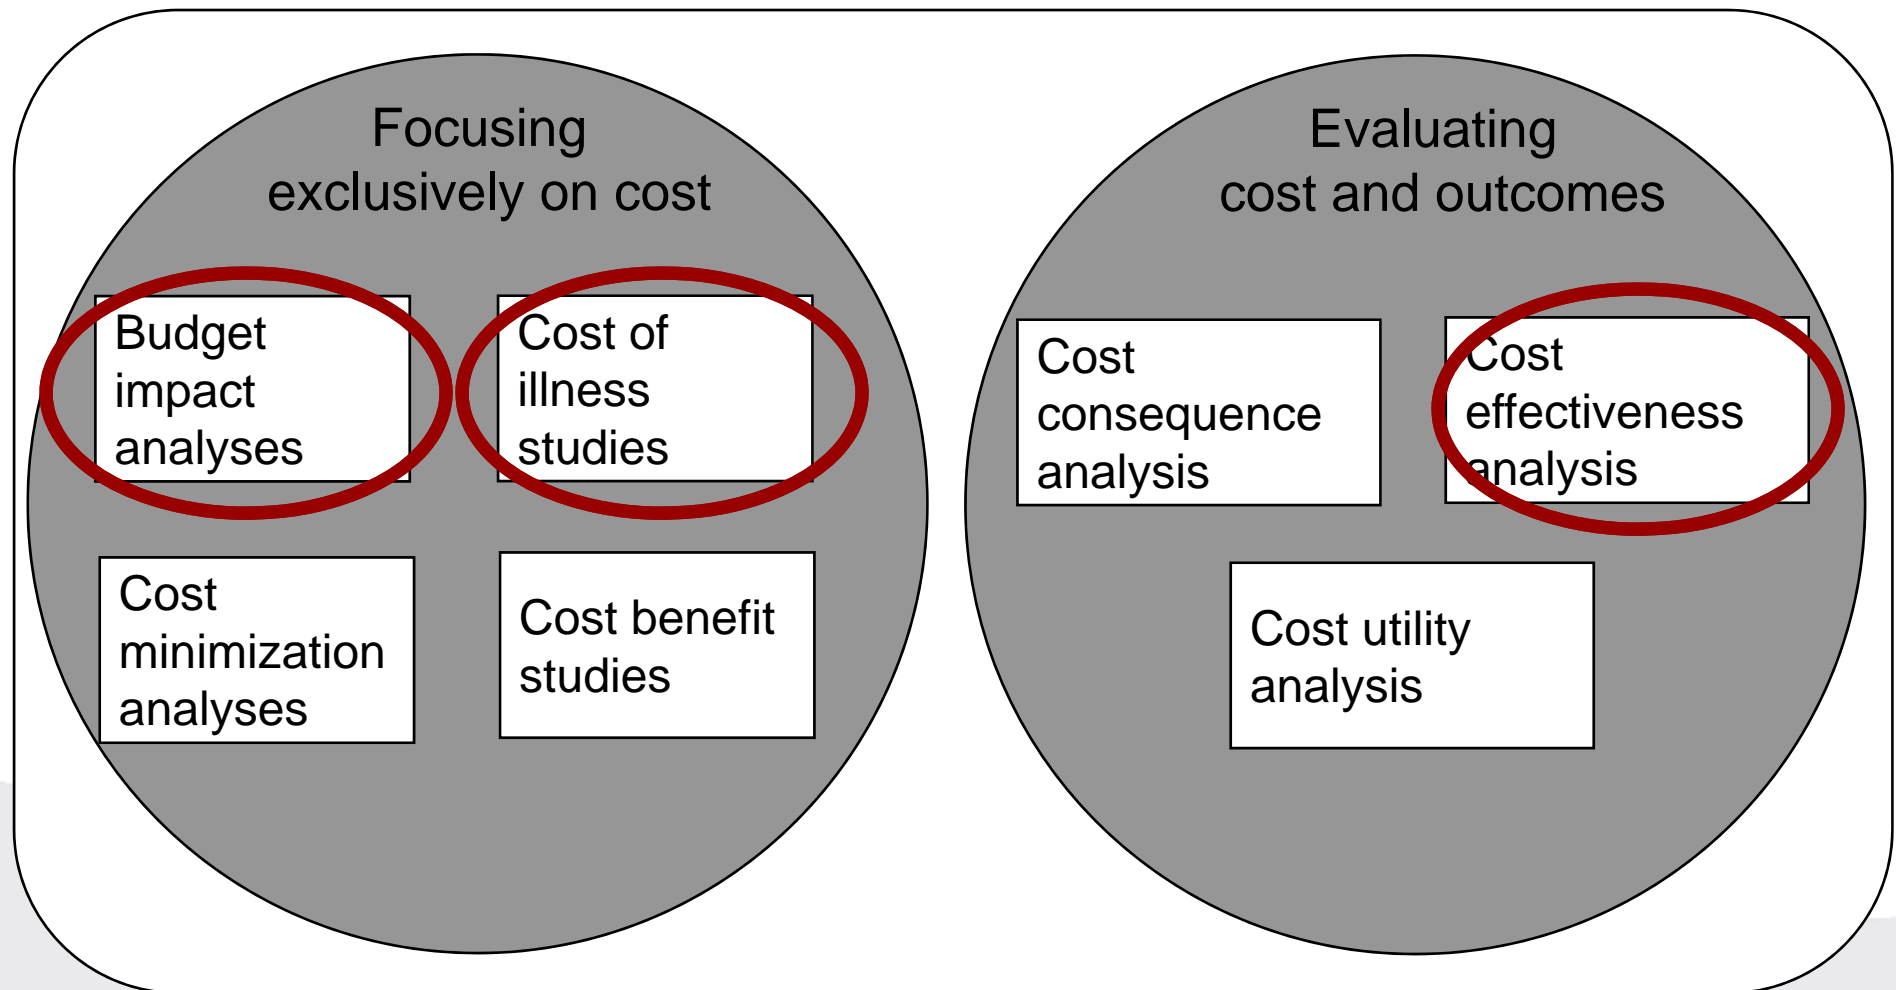 Focusing
exclusively on cost
Budget
impact
analyses
Cost of
illness
studies
Cost
minimization
analyses
Cost benefit
studies
Evaluating
cost and outcomes
Cost
consequence
analysis
Cost
effectiveness
analysis
Cost utility
analysis